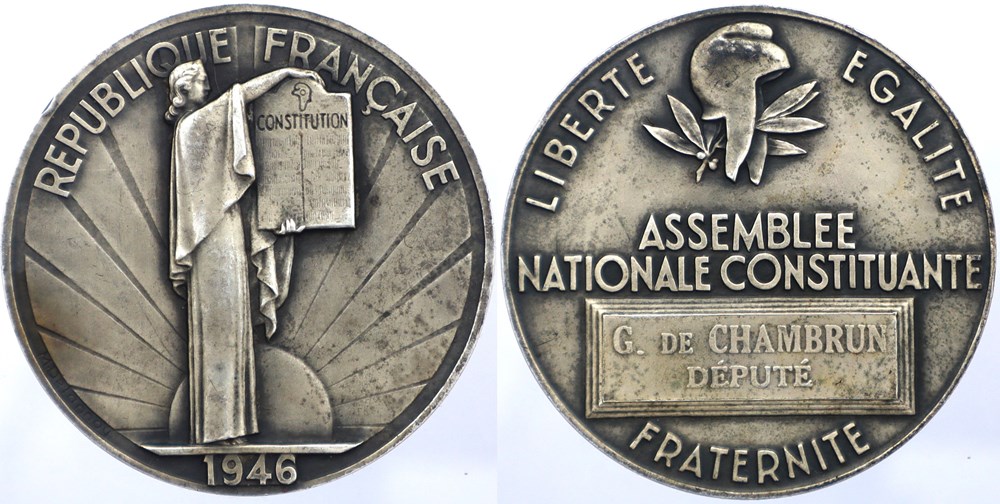 REPUBLIQUE FRANÇAISE
CONSTITUTION
1946
LIBERTE EGALITE
ASSEMBLEE
NATIONALE CONSTITUANTE
G. DE CHAMBRUN
DÉPUTÉ
FRATERNITE